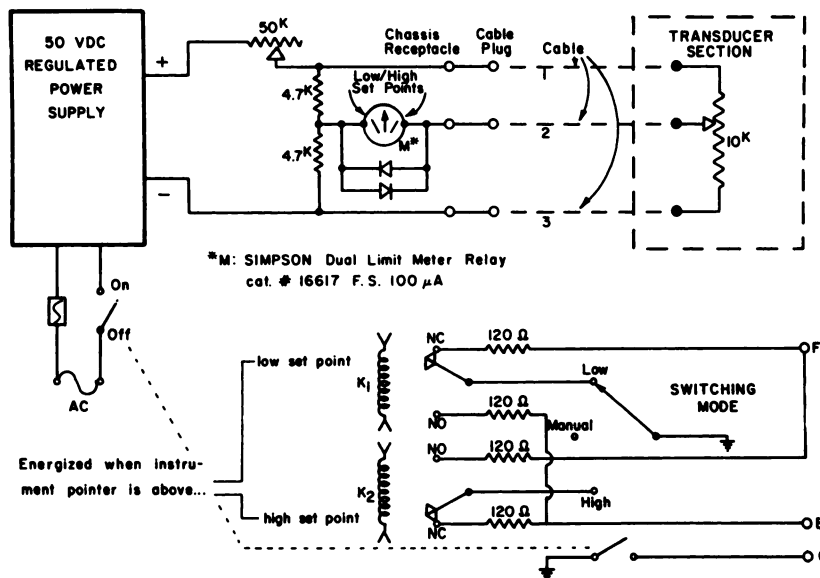 50 VDC
REGULATED
POWER
SUPPLY
+
−
50K
4.7K
4.7K
Low/High
Set Points
M*
Chassis
Receptacle
Cable
Plug
Cable
1
2
3
TRANSDUCER
SECTION
10K
*M: SIMPSON Dual Limit Meter Relay
cat. # 16617 F.S. 100 μA
On
Off
AC
low set point
Energized when instru-
ment pointer is above...
high set point
K1
K2
NC
120 Ω
NO
120 Ω
NO
120 Ω
NC
120 Ω
Low
Manual
High
SWITCHING
MODE
F